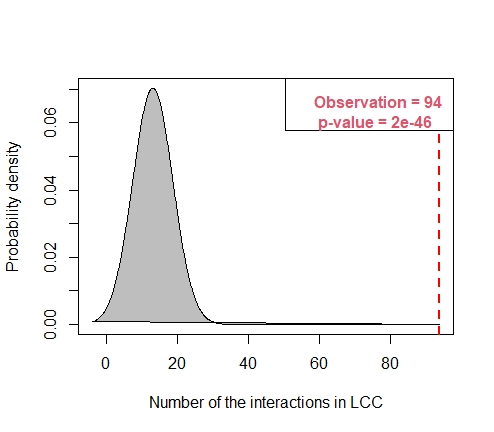 Observation = 94
p-value = 2e-46
Probability density
0.00 0.02 0.04 0.06
0 20 40 60 80
Number of the interactions in LCC